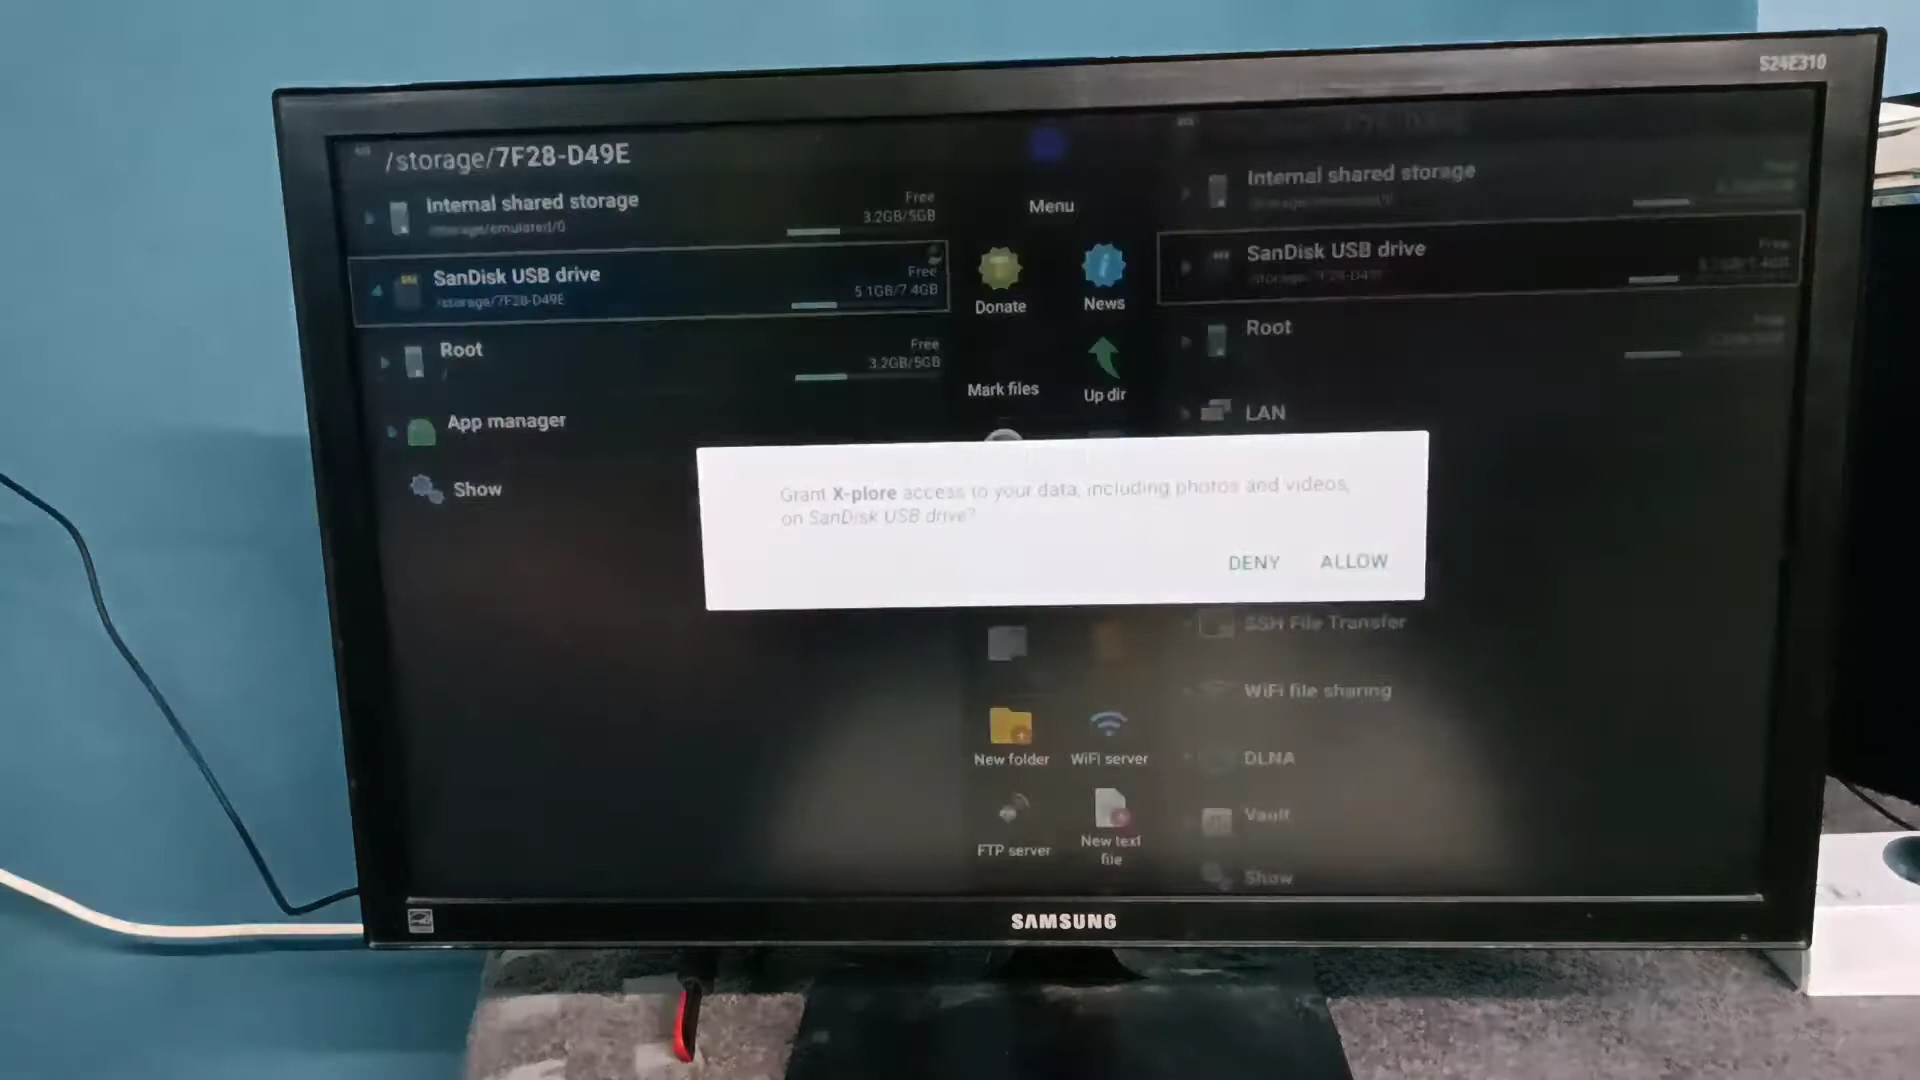 S24E310
/storage/7F28-D49E
Internal shared storage
/storage/emulated/0
Free
3.2GB/5GB
SanDisk USB drive
/storage/7F28-D49E
Free
5.1GB/7.4GB
Root
/
Free
3.2GB/5GB
App manager
Show
Menu
Donate
News
Mark files
Up dir
New folder
WiFi server
FTP server
New text
file
Internal shared storage
SanDisk USB drive
Root
LAN
SSH File Transfer
WiFi file sharing
DLNA
Vault
Show
Grant X-plore access to your data, including photos and videos,
on SanDisk USB drive?
DENY
ALLOW
SAMSUNG